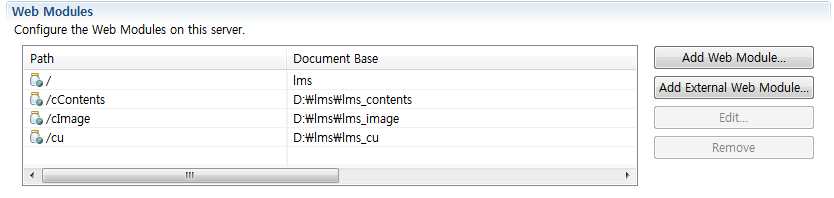 Web Modules
Configure the Web Modules on this server.
Path Document Base
/ lms
/cContents D:₩lms₩lms_contents
/cImage D:₩lms₩lms_image
/cu D:₩lms₩lms_cu
Add Web Module...
Add External Web Module...
Edit...
Remove